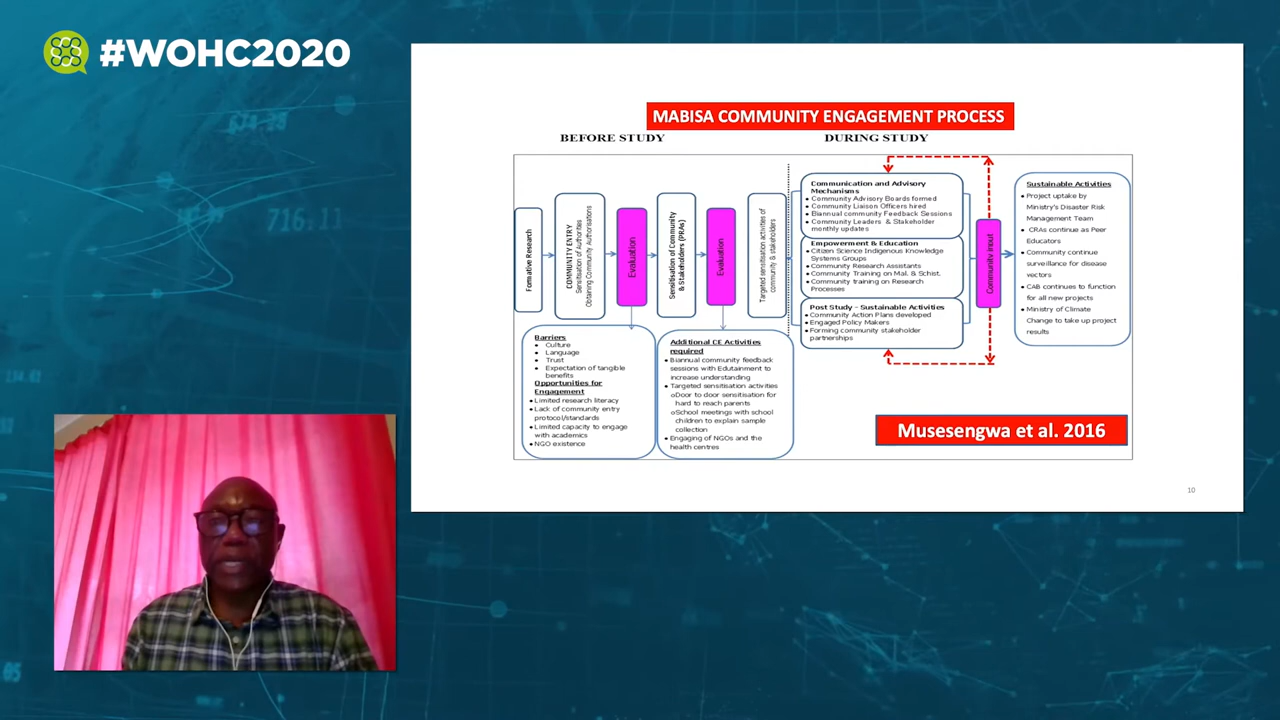 #WOHC2020
MABISA COMMUNITY ENGAGEMENT PROCESS
BEFORE STUDY
DURING STUDY
Formative Research
COMMUNITY ENTRY
Sensitisation of Authorities
Obtaining Community Authorisations
Evaluation
Sensitisation of Community
& Stakeholders (PRAs)
Evaluation
Targeted sensitisation activities of
community & stakeholders
Barriers
• Culture
• Language
• Trust
• Expectation of tangible
benefits
Opportunities for
Engagement
• Limited research literacy
• Lack of community entry
protocol/standards
• Limited capacity to engage
with academics
• NGO existence
Additional CE Activities
required
• Biannual community feedback
sessions with Edutainment to
increase understanding
• Targeted sensitisation activities
oDoor to door sensitisation for
hard to reach parents
oSchool meetings with school
children to explain sample
collection
• Engaging of NGOs and the
health centres
Communication and Advisory
Mechanisms
• Community Advisory Boards formed
• Community Liaison Officers hired
• Biannual community Feedback Sessions
• Community Leaders & Stakeholder
monthly updates
Empowerment & Education
• Citizen Science Indigenous Knowledge
Systems Groups
• Community Research Assistants
• Community Training on Mal. & Schist.
• Community training on Research
Processes
Post Study - Sustainable Activities
• Community Action Plans developed
• Engaged Policy Makers
• Forming community stakeholder
partnerships
Community input
Sustainable Activities
• Project uptake by
Ministry's Disaster Risk
Management Team
• CRAs continue as Peer
Educators
• Community continue
surveillance for disease
vectors
• CAB continues to function
for all new projects
• Ministry of Climate
Change to take up project
results
Musesengwa et al. 2016
10